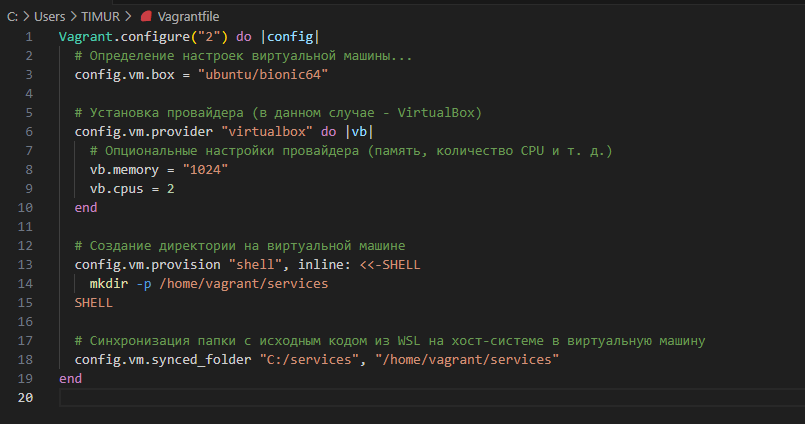 C: > Users > TIMUR > Vagrantfile
1 Vagrant.configure("2") do |config|
2 # Определение настроек виртуальной машины...
3 config.vm.box = "ubuntu/bionic64"
4
5 # Установка провайдера (в данном случае - VirtualBox)
6 config.vm.provider "virtualbox" do |vb|
7 # Опциональные настройки провайдера (память, количество CPU и т. д.)
8 vb.memory = "1024"
9 vb.cpus = 2
10 end
11
12 # Создание директории на виртуальной машине
13 config.vm.provision "shell", inline: <<-SHELL
14 mkdir -p /home/vagrant/services
15 SHELL
16
17 # Синхронизация папки с исходным кодом из WSL на хост-системе в виртуальную машину
18 config.vm.synced_folder "C:/services", "/home/vagrant/services"
19 end
20